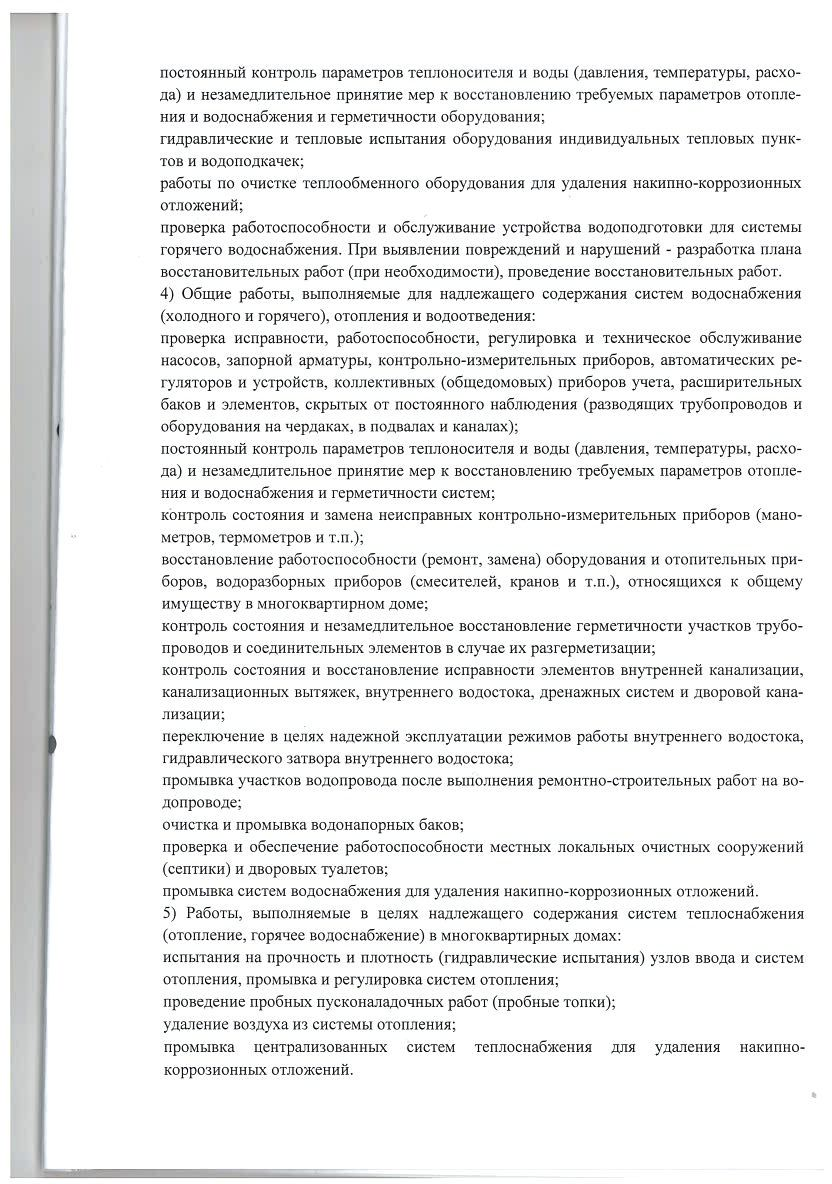 постоянный контроль параметров теплоносителя и воды (давления, температуры, расхо-
да) и незамедлительное принятие мер к восстановлению требуемых параметров отопле-
ния и водоснабжения и герметичности оборудования;
гидравлические и тепловые испытания оборудования индивидуальных тепловых пунк-
тов и водоподкачек;
работы по очистке теплообменного оборудования для удаления накипно-коррозионных
отложений;
проверка работоспособности и обслуживание устройства водоподготовки для системы
горячего водоснабжения. При выявлении повреждений и нарушений - разработка плана
восстановительных работ (при необходимости), проведение восстановительных работ.
4) Общие работы, выполняемые для надлежащего содержания систем водоснабжения
(холодного и горячего), отопления и водоотведения:
проверка исправности, работоспособности, регулировка и техническое обслуживание
насосов, запорной арматуры, контрольно-измерительных приборов, автоматических ре-
гуляторов и устройств, коллективных (общедомовых) приборов учета, расширительных
баков и элементов, скрытых от постоянного наблюдения (разводящих трубопроводов и
оборудования на чердаках, в подвалах и каналах);
постоянный контроль параметров теплоносителя и воды (давления, температуры, расхо-
да) и незамедлительное принятие мер к восстановлению требуемых параметров отопле-
ния и водоснабжения и герметичности систем;
контроль состояния и замена неисправных контрольно-измерительных приборов (мано-
метров, термометров и т.п.);
восстановление работоспособности (ремонт, замена) оборудования и отопительных при-
боров, водоразборных приборов (смесителей, кранов и т.п.), относящихся к общему
имуществу в многоквартирном доме;
контроль состояния и незамедлительное восстановление герметичности участков трубо-
проводов и соединительных элементов в случае их разгерметизации;
контроль состояния и восстановление исправности элементов внутренней канализации,
канализационных вытяжек, внутреннего водостока, дренажных систем и дворовой кана-
лизации;
переключение в целях надежной эксплуатации режимов работы внутреннего водостока,
гидравлического затвора внутреннего водостока;
промывка участков водопровода после выполнения ремонтно-строительных работ на во-
допроводе;
очистка и промывка водонапорных баков;
проверка и обеспечение работоспособности местных локальных очистных сооружений
(септики) и дворовых туалетов;
промывка систем водоснабжения для удаления накипно-коррозионных отложений.
5) Работы, выполняемые в целях надлежащего содержания систем теплоснабжения
(отопление, горячее водоснабжение) в многоквартирных домах:
испытания на прочность и плотность (гидравлические испытания) узлов ввода и систем
отопления, промывка и регулировка систем отопления;
проведение пробных пусконаладочных работ (пробные топки);
удаление воздуха из системы отопления;
промывка централизованных систем теплоснабжения для удаления накипно-
коррозионных отложений.